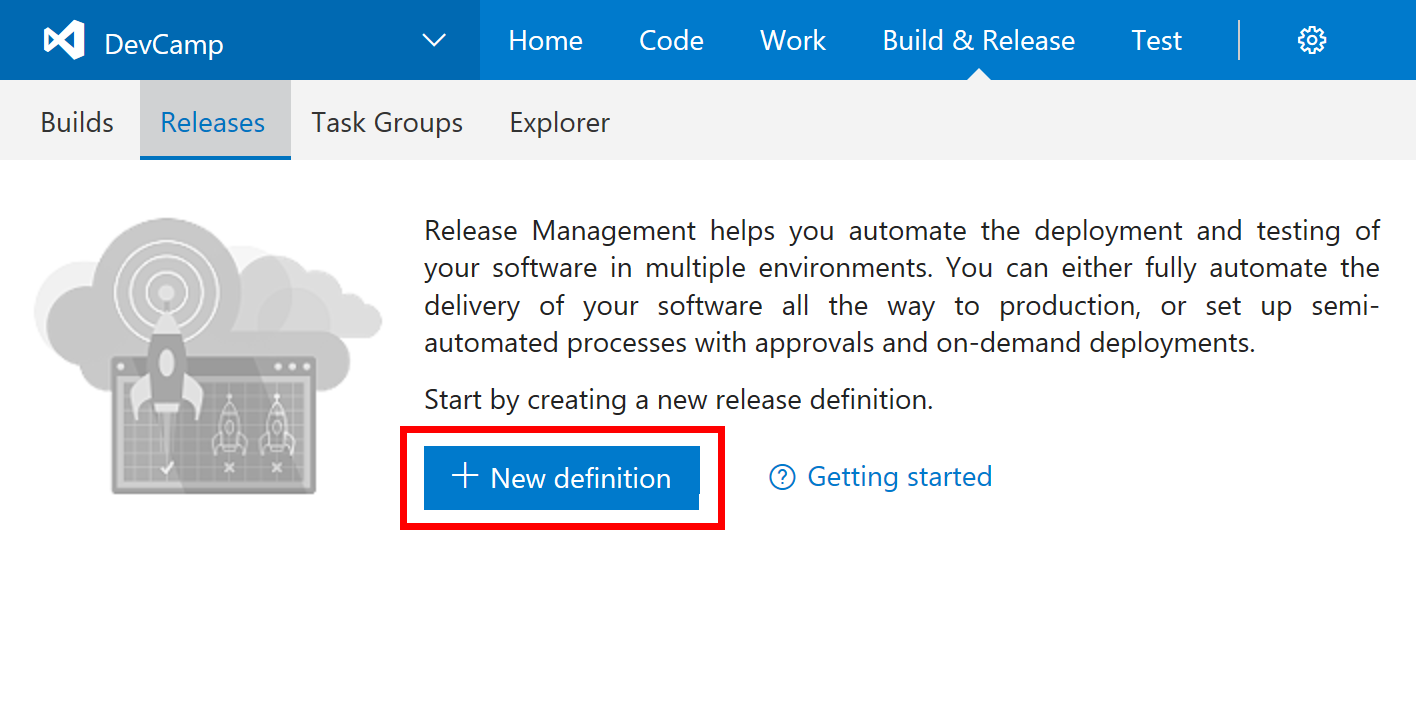 DevCamp
Home Code Work Build & Release Test
Builds Releases Task Groups Explorer
Release Management helps you automate the deployment and testing of
your software in multiple environments. You can either fully automate the
delivery of your software all the way to production, or set up semi-
automated processes with approvals and on-demand deployments.
Start by creating a new release definition.
+ New definition
? Getting started